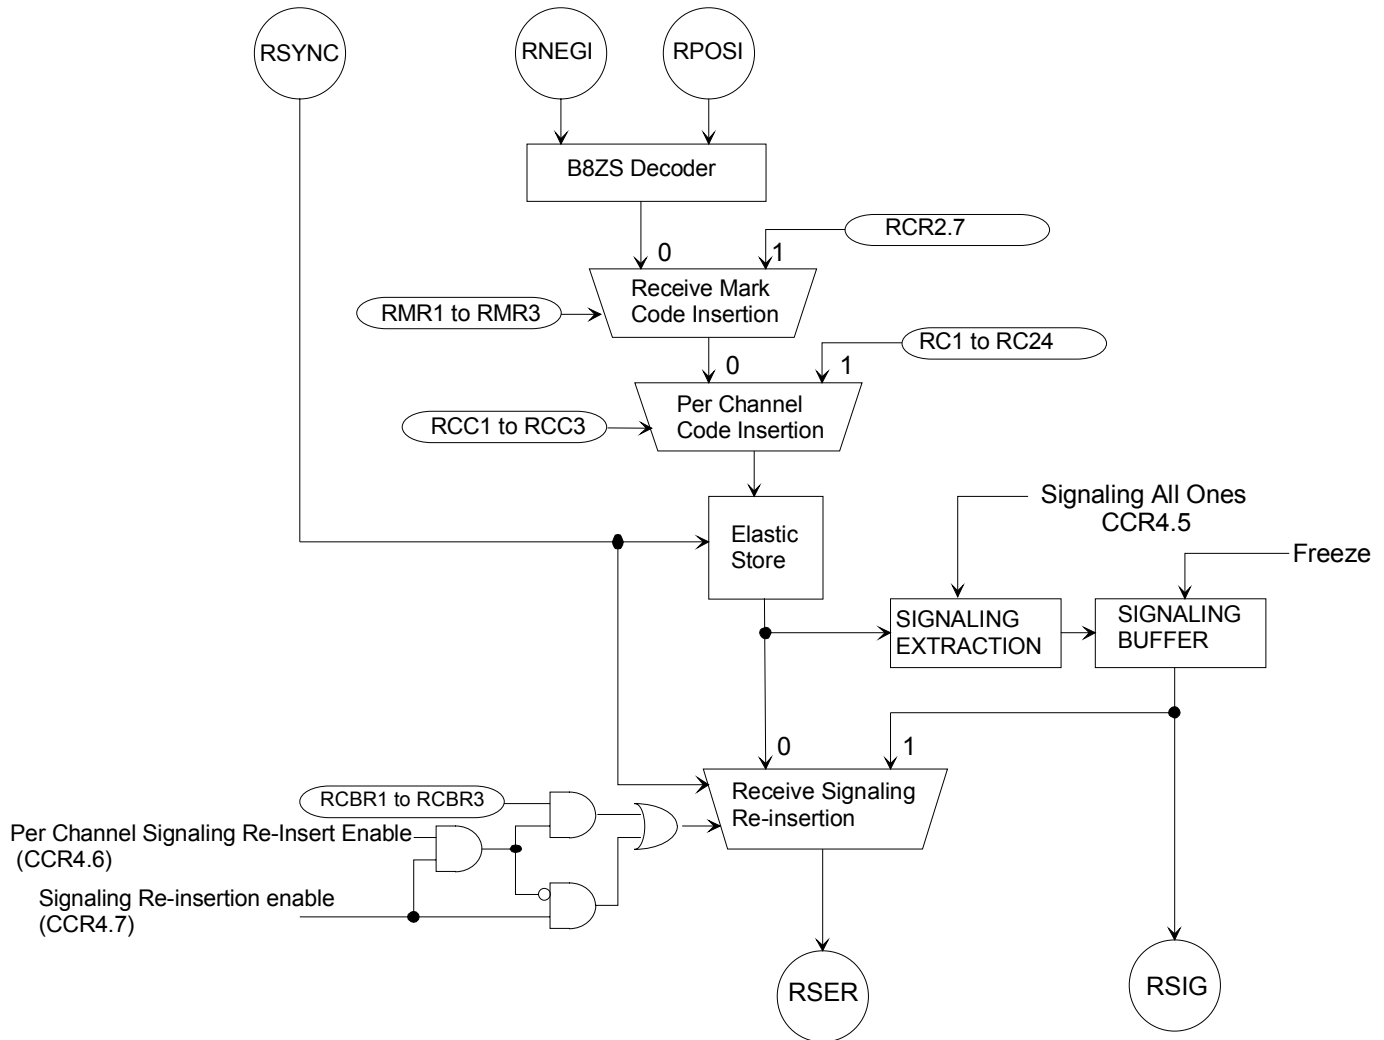 RSYNC
RNEGI
RPOSI
B8ZS Decoder
RCR2.7
0
1
Receive Mark
Code Insertion
RMR1 to RMR3
RC1 to RC24
0
1
Per Channel
Code Insertion
RCC1 to RCC3
Signaling All Ones
CCR4.5
Elastic
Store
Freeze
SIGNALING
EXTRACTION
SIGNALING
BUFFER
0
1
Receive Signaling
Re-insertion
RCBR1 to RCBR3
Per Channel Signaling Re-Insert Enable
(CCR4.6)
Signaling Re-insertion enable
(CCR4.7)
RSER
RSIG